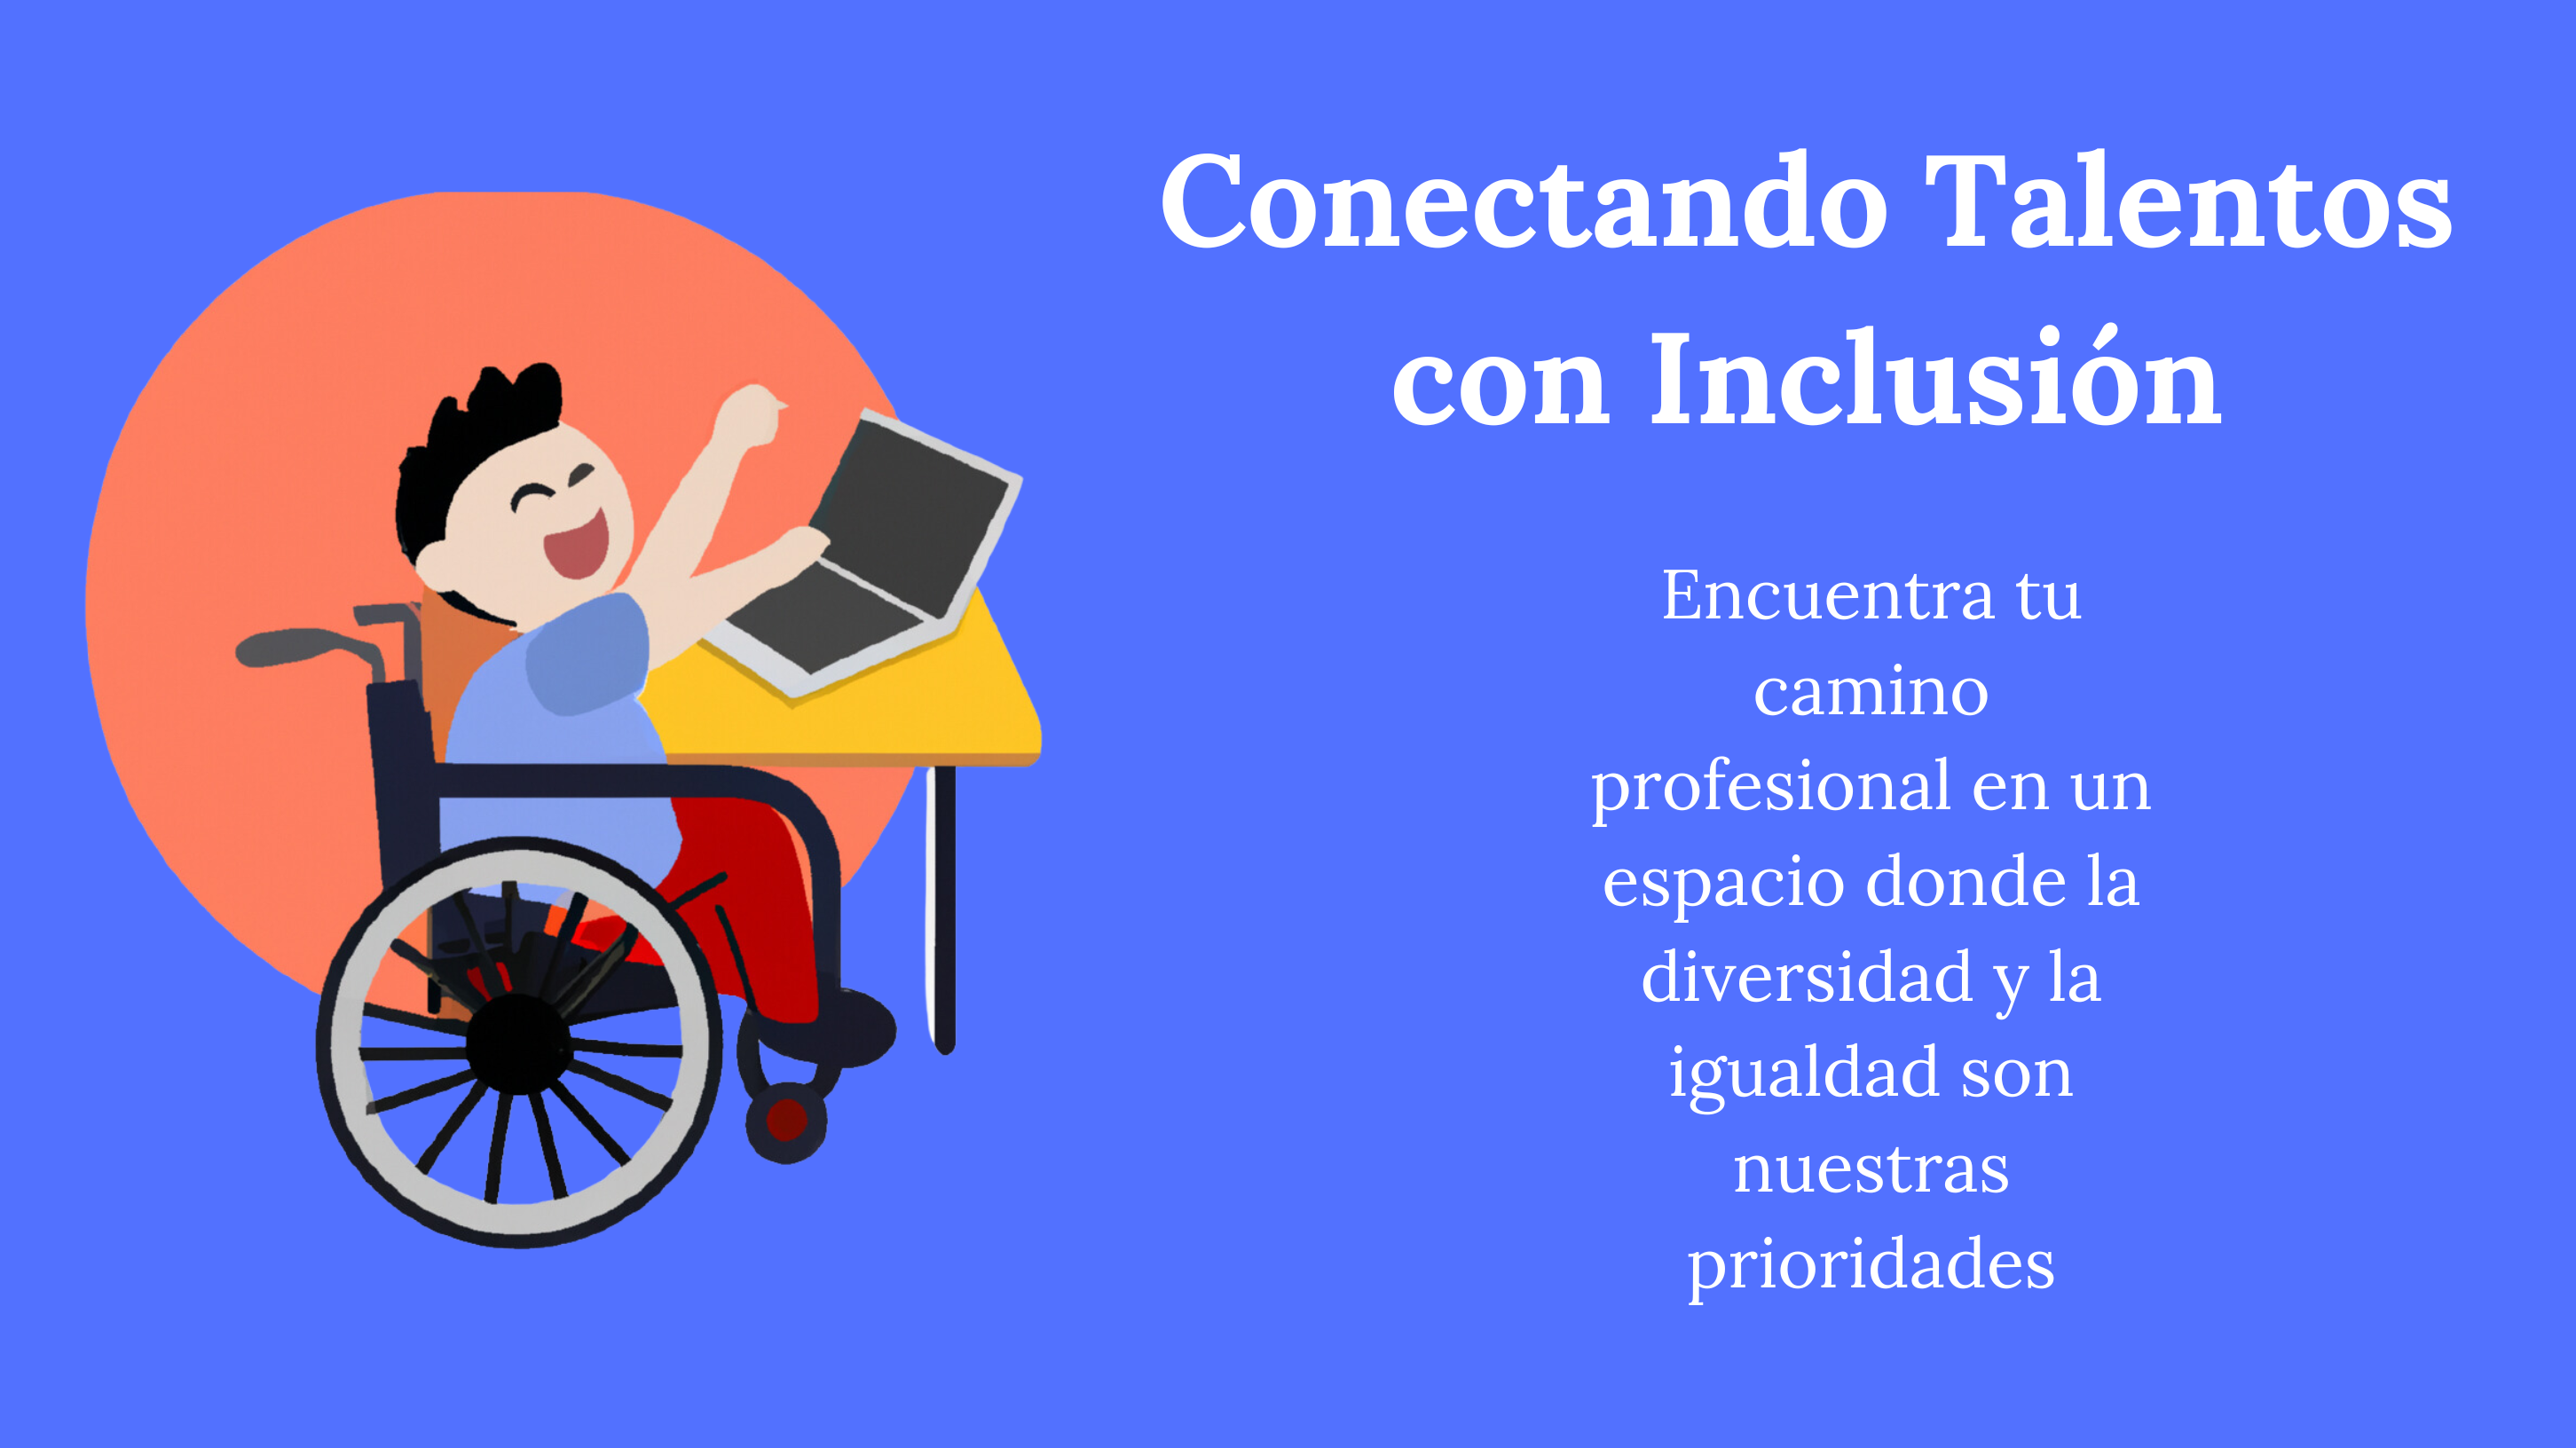 Conectando Talentos
con Inclusión
Encuentra tu
camino
profesional en un
espacio donde la
diversidad y la
igualdad son
nuestras
prioridades